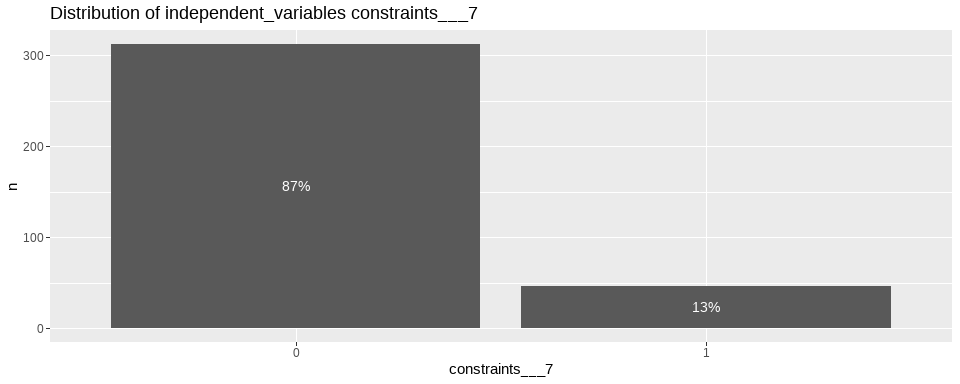 Distribution of independent_variables constraints___7
300
200
100
0
n
87%
13%
0
1
constraints___7